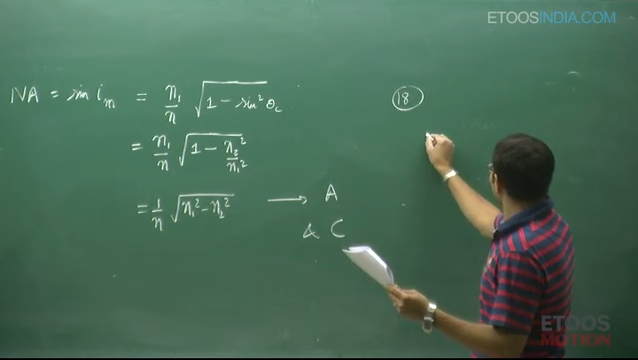 ETOOSINDIA.COM
NA = sin i_m = n₁/n √(1 - sin²θ_c)
= n₁/n √(1 - n₂²/n₁²)
= 1/n √(n₁² - n₂²) → A
& C
18
ETOOS
MOTION